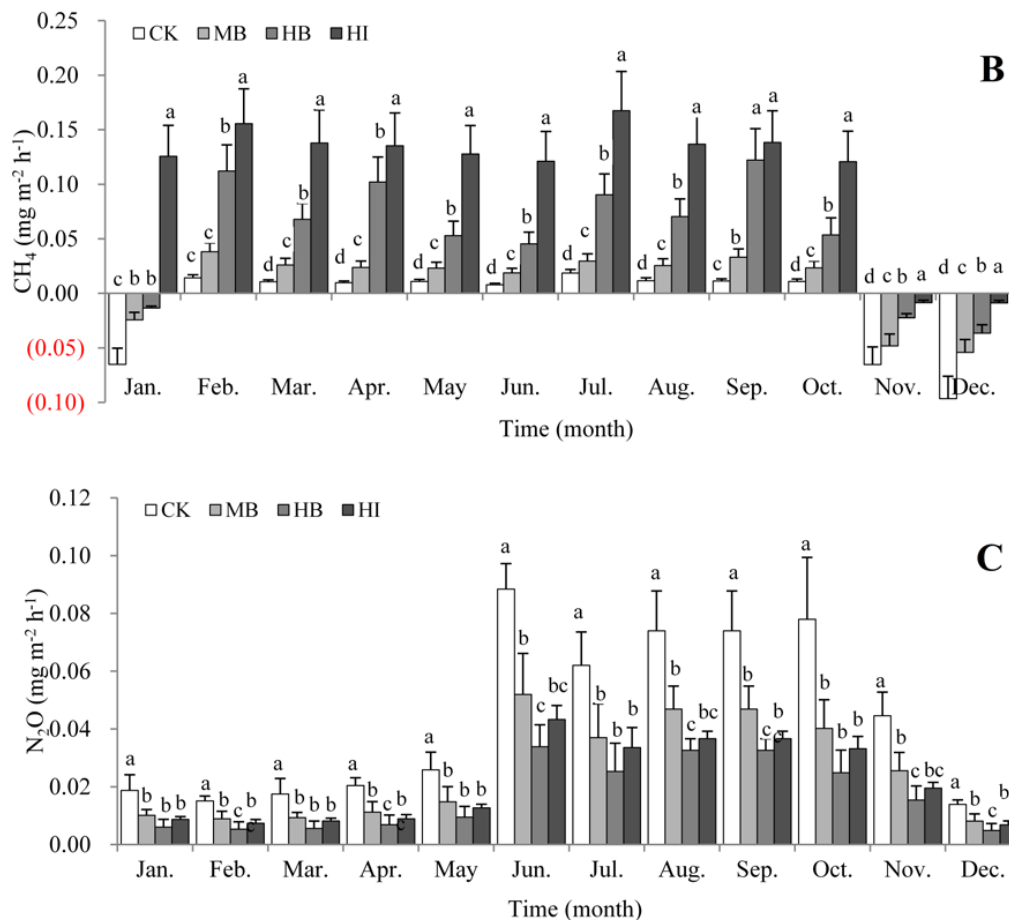 0.25
CK MB HB HI
B
0.20
0.15
0.10
0.05
0.00
(0.05)
(0.10)
CH₄ (mg m⁻² h⁻¹)
a a a a a a a a a a a
b b b b b b b b b
c c d c d c d c d c c c d c d c c d c
c b b d c b a d c b a
Jan. Feb. Mar. Apr. May Jun. Jul. Aug. Sep. Oct. Nov. Dec.
Time (month)
0.12
CK MB HB HI
C
0.10
0.08
0.06
0.04
0.02
0.00
N₂O (mg m⁻² h⁻¹)
a b b b a b c b a b b b a b c b c a b b b a b c bc a b b b a b c bc a b c b a b b b a b c bc a b c b
Jan. Feb. Mar. Apr. May Jun. Jul. Aug. Sep. Oct. Nov. Dec.
Time (month)